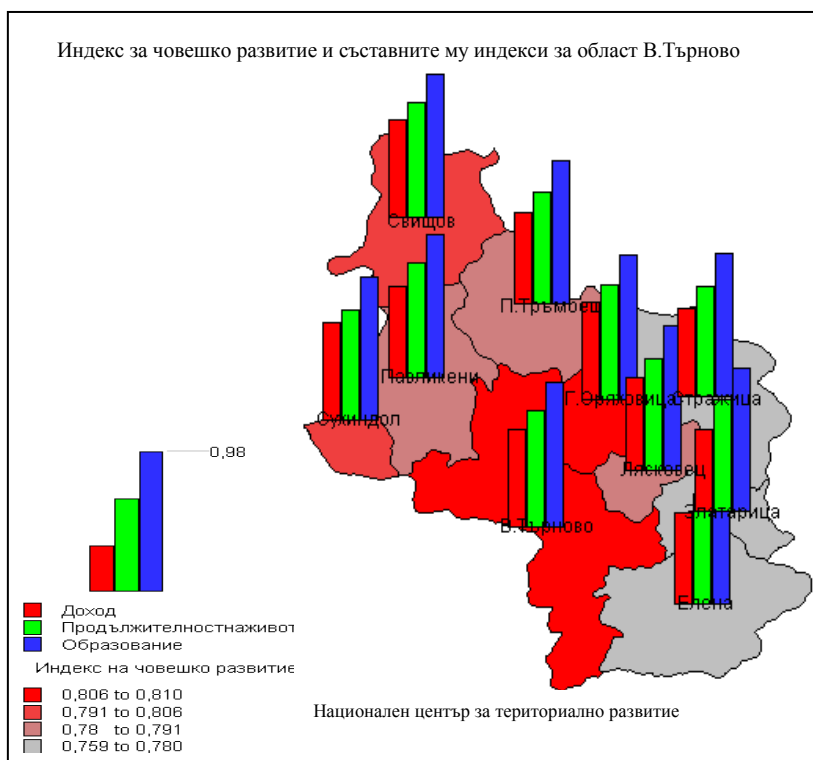 Индекс за човешко развитие и съставните му индекси за област В.Търново
Свищов
П.Тръмбеш
Павликени
Г.Оряховица
Стражица
Сухиндол
0,98
Лясковец
Златарица
В.Търново
Елена
Доход
Продължителностнаживот
Образование
Индекс на човешко развитие
0,806 to 0,810
0,791 to 0,806
0,78 to 0,791
0,759 to 0,780
Национален център за териториално развитие